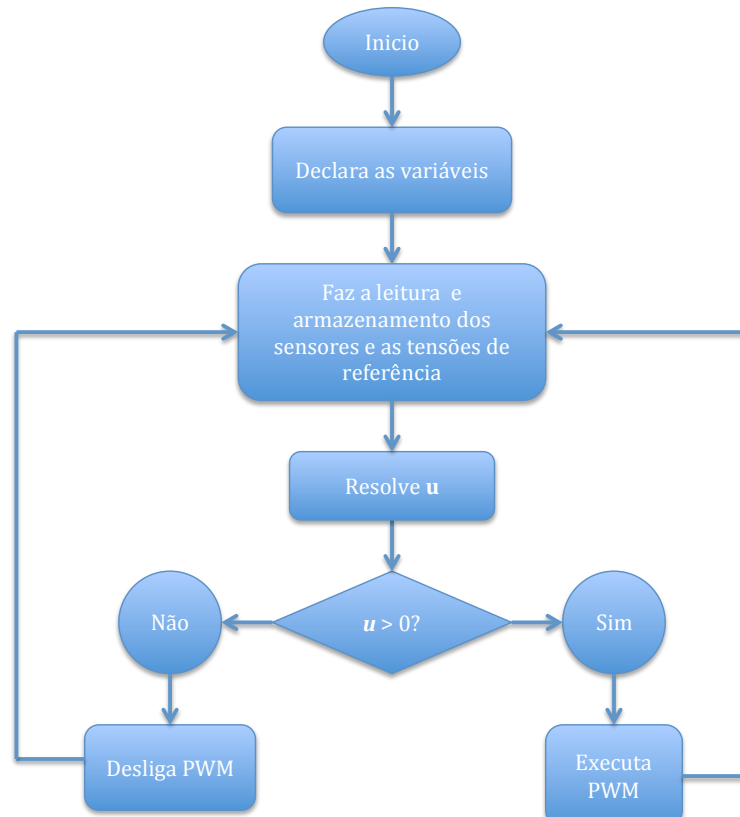 Inicio
Declara as variáveis
Faz a leitura e
armazenamento dos
sensores e as tensões de
referência
Resolve u
Não
u > 0?
Sim
Desliga PWM
Executa
PWM